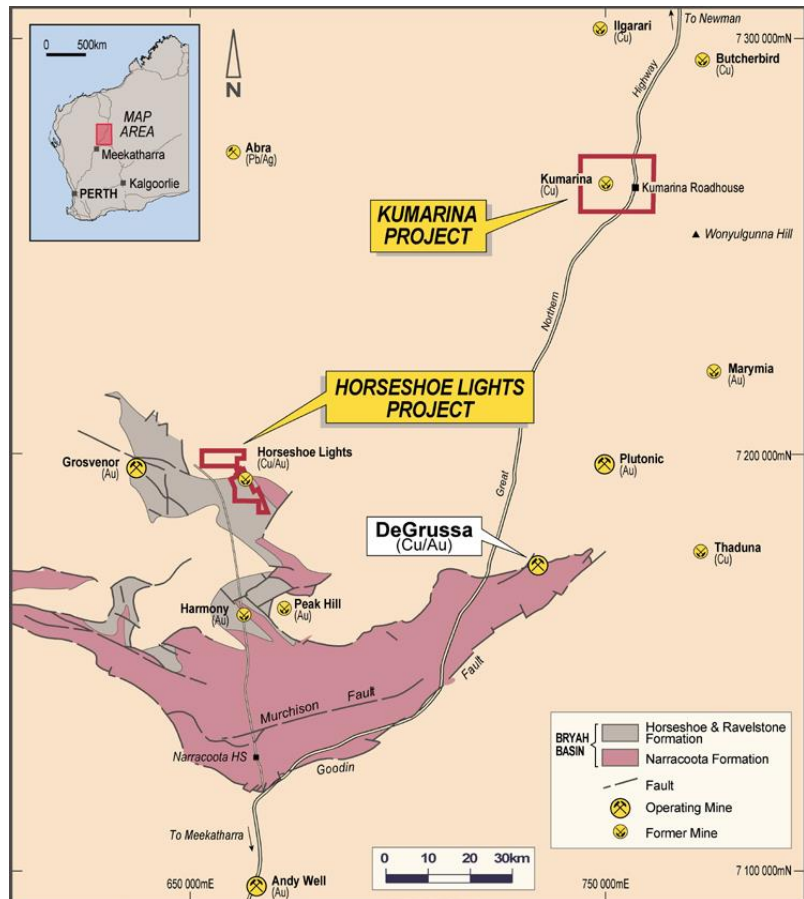 0 500km
MAP
AREA
Meekatharra
Kalgoorlie
PERTH
N
To Newman
7 300 000mN
Ilgarari
(Cu)
Butcherbird
(Cu)
Highway
Abra
(Pb/Ag)
Kumarina
(Cu)
Kumarina Roadhouse
KUMARINA
PROJECT
Wonyulgunna Hill
Northern
Marymia
(Au)
HORSESHOE LIGHTS
PROJECT
Horseshoe Lights
(Cu/Au)
Grosvenor
(Au)
Plutonic
(Au)
7 200 000mN
Great
DeGrussa
(Cu/Au)
Thaduna
(Cu)
Harmony
(Au)
Peak Hill
(Au)
Fault
Murchison Fault
Narracoota HS
Goodin
BRYAH
BASIN
Horseshoe & Ravelstone
Formation
Narracoota Formation
Fault
Operating Mine
Former Mine
To Meekatharra
0 10 20 30km
7 100 000mN
650 000mE
Andy Well
(Au)
750 000mE